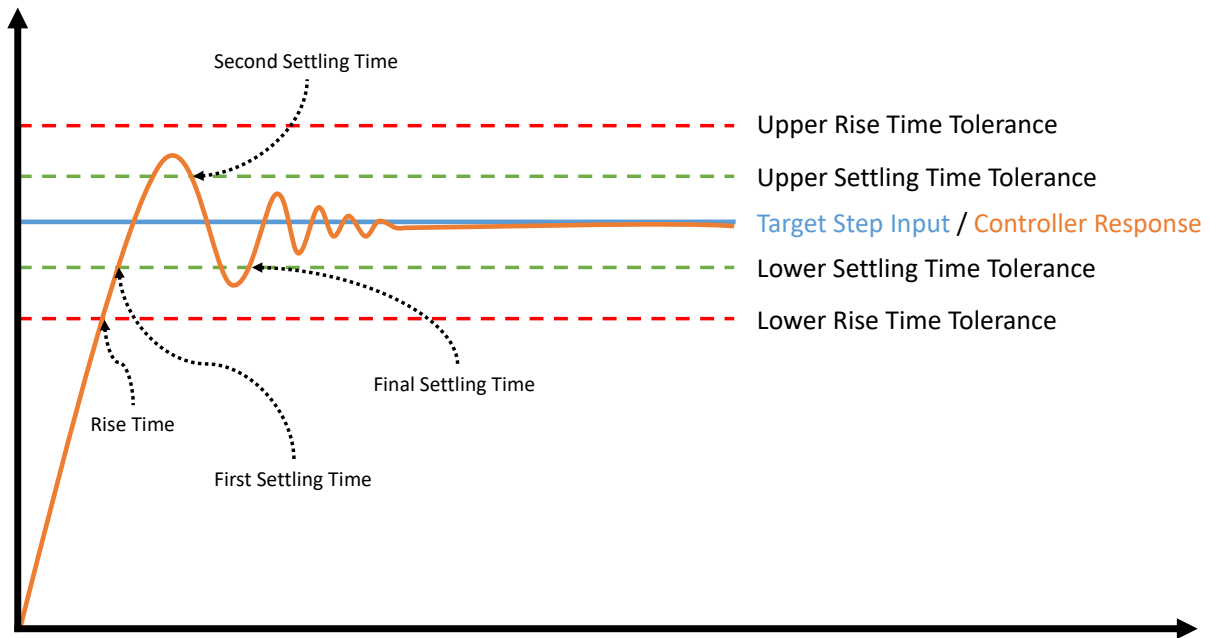 Second Settling Time
Upper Rise Time Tolerance
Upper Settling Time Tolerance
Target Step Input / Controller Response
Lower Settling Time Tolerance
Lower Rise Time Tolerance
Final Settling Time
Rise Time
First Settling Time